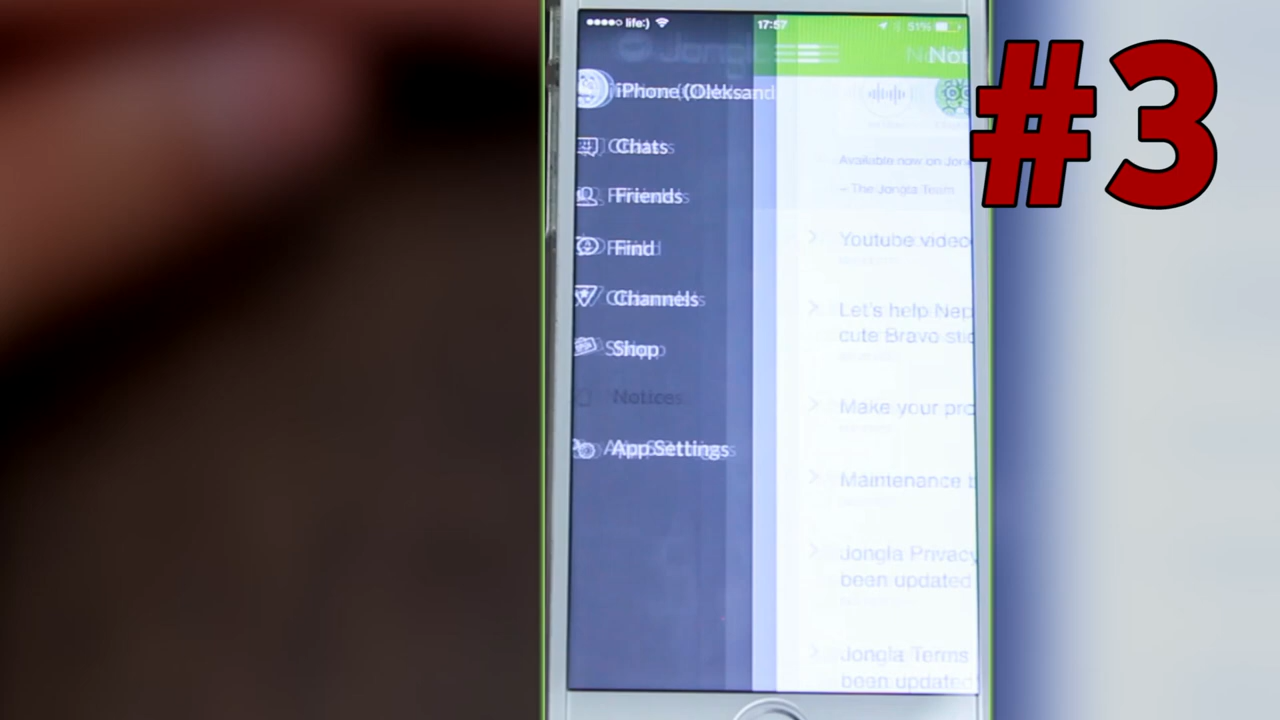 life:)
17:57
51%
Jongla
Not
#3
iPhone (Oleksand
Chats
Friends
Find
Channels
Shop
Notices
App Settings
Available now on Jon
– The Jongla Team
Youtube video
Let's help Nep
cute Bravo stic
Make your pro
Maintenance b
Jongla Privacy
been updated
Jongla Terms
been updated